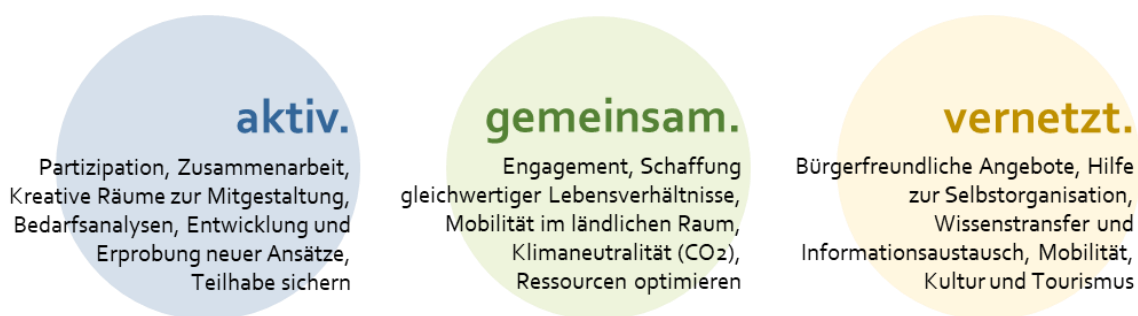 aktiv.
Partizipation, Zusammenarbeit,
Kreative Räume zur Mitgestaltung,
Bedarfsanalysen, Entwicklung und
Erprobung neuer Ansätze,
Teilhabe sichern
gemeinsam.
Engagement, Schaffung
gleichwertiger Lebensverhältnisse,
Mobilität im ländlichen Raum,
Klimaneutralität (CO2),
Ressourcen optimieren
vernetzt.
Bürgerfreundliche Angebote, Hilfe
zur Selbstorganisation,
Wissenstransfer und
Informationsaustausch, Mobilität,
Kultur und Tourismus